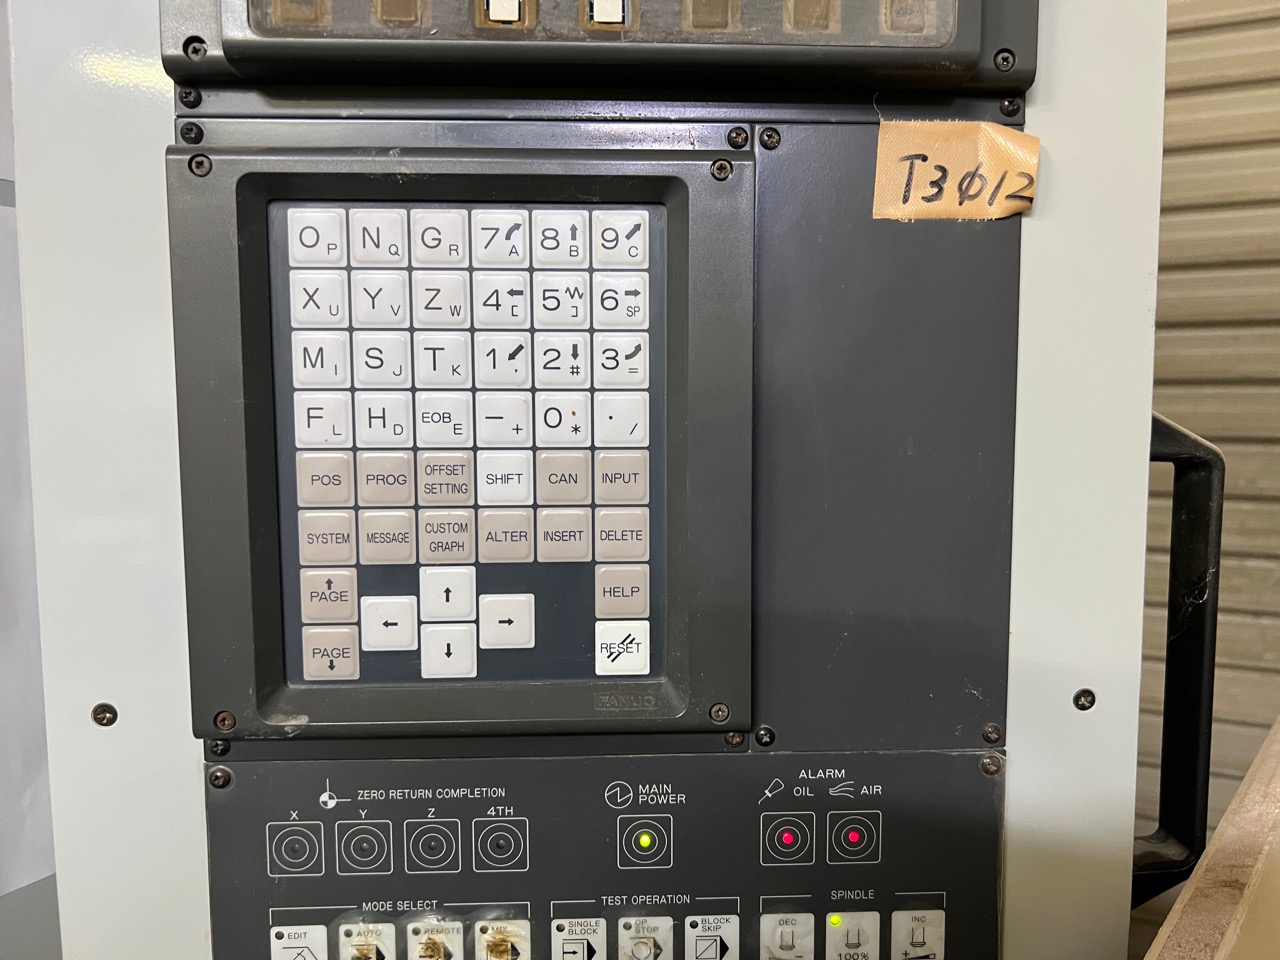 T3φ12
O P N Q G R 7 A 8 B 9 C
X U Y V Z W 4 [ 5 ] 6 SP
M I S J T K 1 , 2 # 3 =
F L H D EOB E - + 0 * . /
POS PROG OFFSET SETTING SHIFT CAN INPUT
SYSTEM MESSAGE CUSTOM GRAPH ALTER INSERT DELETE
↑ PAGE ↑ HELP
← →
PAGE ↓ ↓ RESET
FANUC
ZERO RETURN COMPLETION
X Y Z 4TH
MAIN POWER
ALARM
OIL AIR
MODE SELECT
EDIT AUTO REMOTE MDI
TEST OPERATION
SINGLE BLOCK OP. STOP BLOCK SKIP
SPINDLE
DEC 100% INC